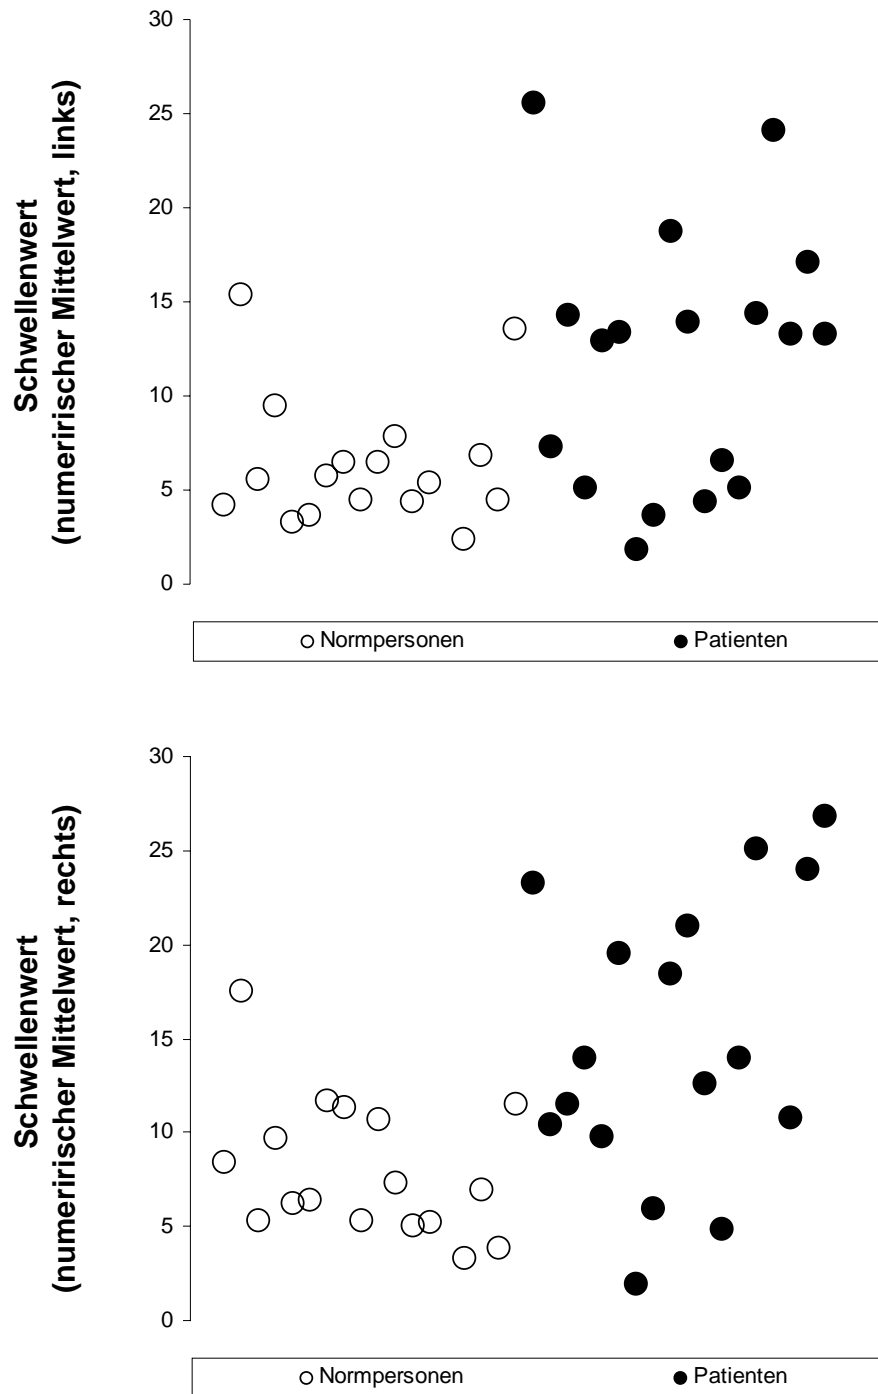 Schwellenwert
(numeririscher Mittelwert, links)
30
25
20
15
10
5
0
Normpersonen
Patienten
Schwellenwert
(numeririscher Mittelwert, rechts)
30
25
20
15
10
5
0
Normpersonen
Patienten